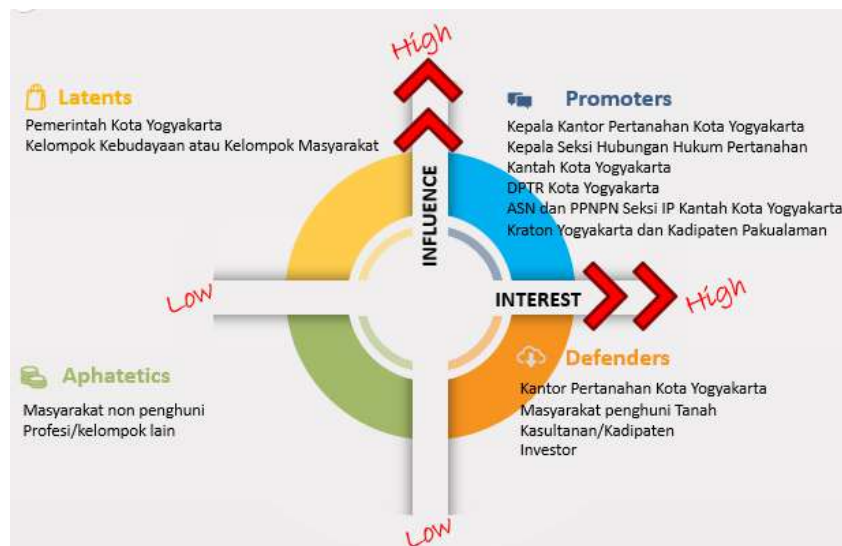 High
Latents
Pemerintah Kota Yogyakarta
Kelompok Kebudayaan atau Kelompok Masyarakat
Promoters
Kepala Kantor Pertanahan Kota Yogyakarta
Kepala Seksi Hubungan Hukum Pertanahan
Kantah Kota Yogyakarta
DPTR Kota Yogyakarta
ASN dan PPNPN Seksi IP Kantah Kota Yogyakarta
Kraton Yogyakarta dan Kadipaten Pakualaman
INFLUENCE
Low
INTEREST
High
Aphatetics
Masyarakat non penghuni
Profesi/kelompok lain
Defenders
Kantor Pertanahan Kota Yogyakarta
Masyarakat penghuni Tanah
Kasultanan/Kadipaten
Investor
Low